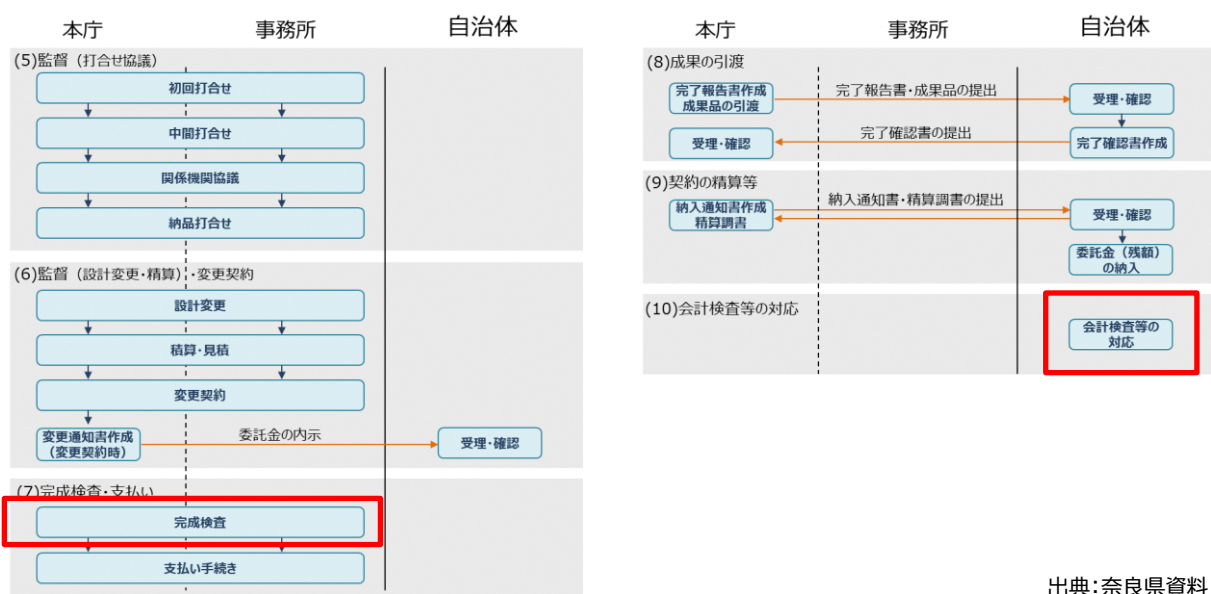 本庁
事務所
自治体
(5)監督（打合せ協議）
初回打合せ
中間打合せ
関係機関協議
納品打合せ
(6)監督（設計変更・精算）・変更契約
設計変更
積算・見積
変更契約
変更通知書作成
（変更契約時）
委託金の内示
受理・確認
(7)完成検査・支払い
完成検査
支払い手続き
本庁
事務所
自治体
(8)成果の引渡
完了報告書作成
成果品の引渡
完了報告書・成果品の提出
受理・確認
受理・確認
完了確認書の提出
完了確認書作成
(9)契約の精算等
納入通知書作成
精算調書
納入通知書・精算調書の提出
受理・確認
委託金（残額）
の納入
(10)会計検査等の対応
会計検査等の
対応
出典：奈良県資料